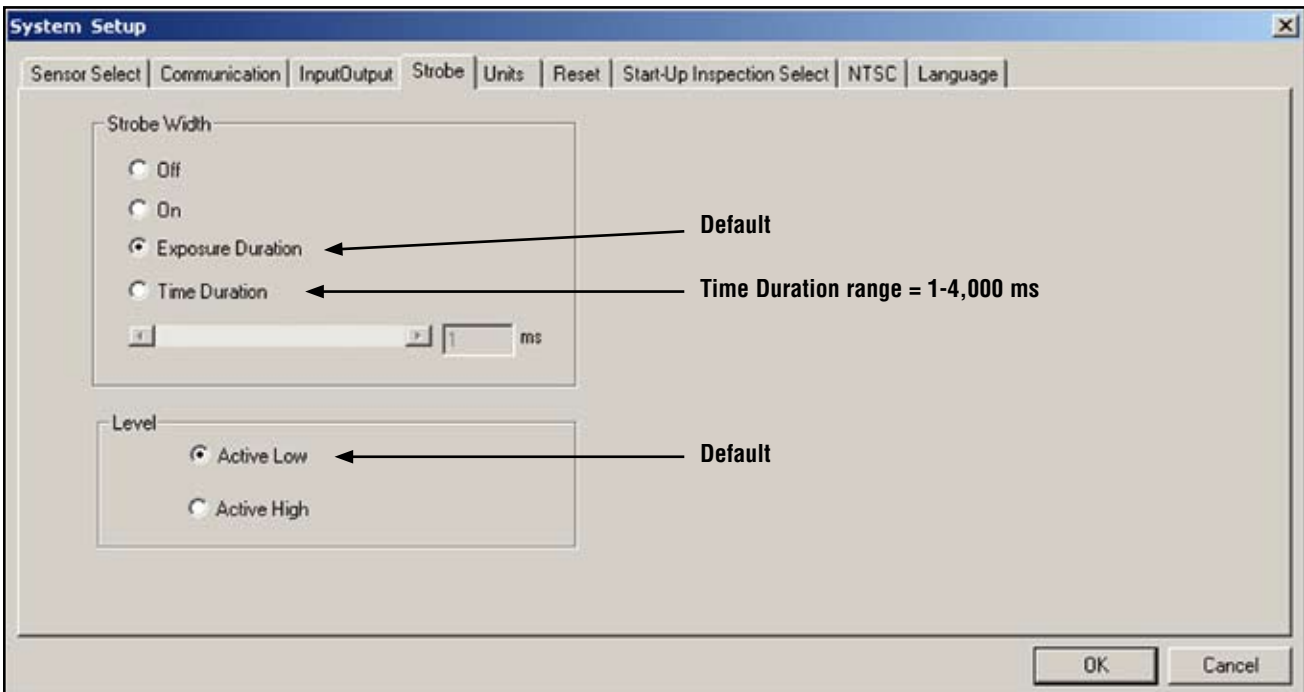 System Setup
Sensor Select Communication InputOutput Strobe Units Reset Start-Up Inspection Select NTSC Language
Strobe Width
Off
On
Exposure Duration
Default
Time Duration
Time Duration range = 1-4,000 ms
1 ms
Level
Active Low
Default
Active High
OK Cancel